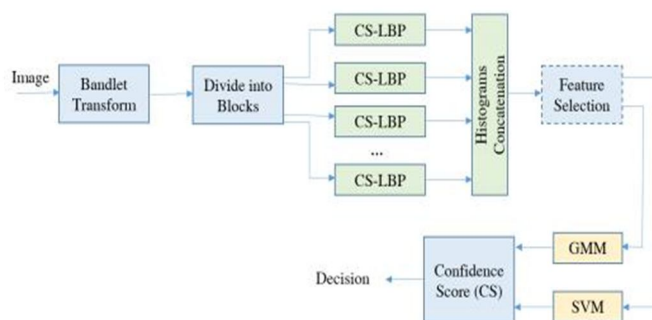 Image
Bandlet
Transform
Divide into
Blocks
CS-LBP
CS-LBP
CS-LBP
...
CS-LBP
Histograms
Concatenation
Feature
Selection
GMM
SVM
Confidence
Score (CS)
Decision